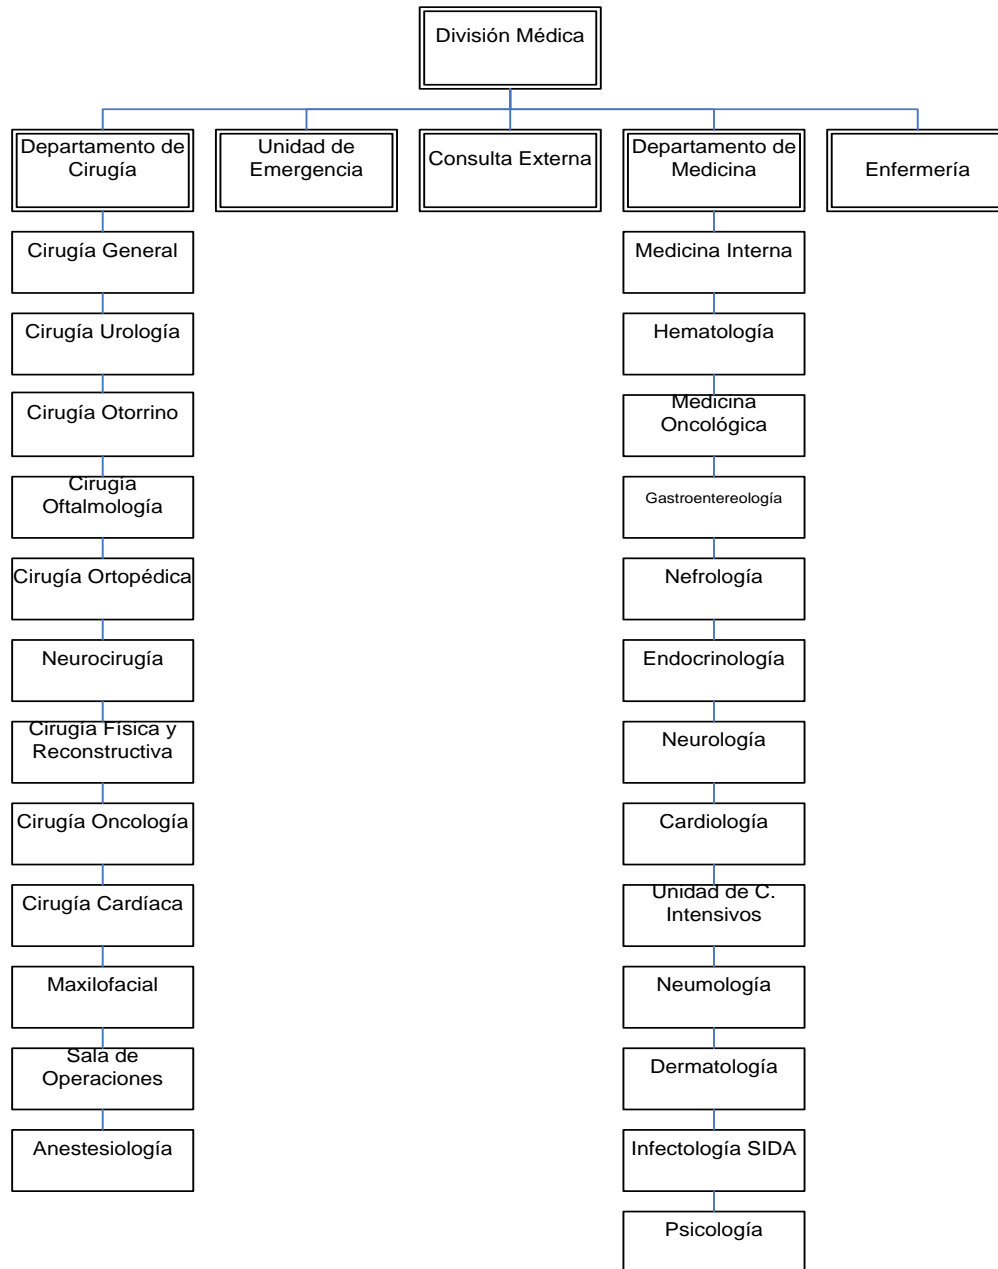 División Médica
Departamento de
Cirugía
Unidad de
Emergencia
Consulta Externa
Departamento de
Medicina
Enfermería
Cirugía General
Cirugía Urología
Cirugía Otorrino
Cirugía
Oftalmología
Cirugía Ortopédica
Neurocirugía
Cirugía Física y
Reconstructiva
Cirugía Oncología
Cirugía Cardíaca
Maxilofacial
Sala de
Operaciones
Anestesiología
Medicina Interna
Hematología
Medicina
Oncológica
Gastroentereología
Nefrología
Endocrinología
Neurología
Cardiología
Unidad de C.
Intensivos
Neumología
Dermatología
Infectología SIDA
Psicología